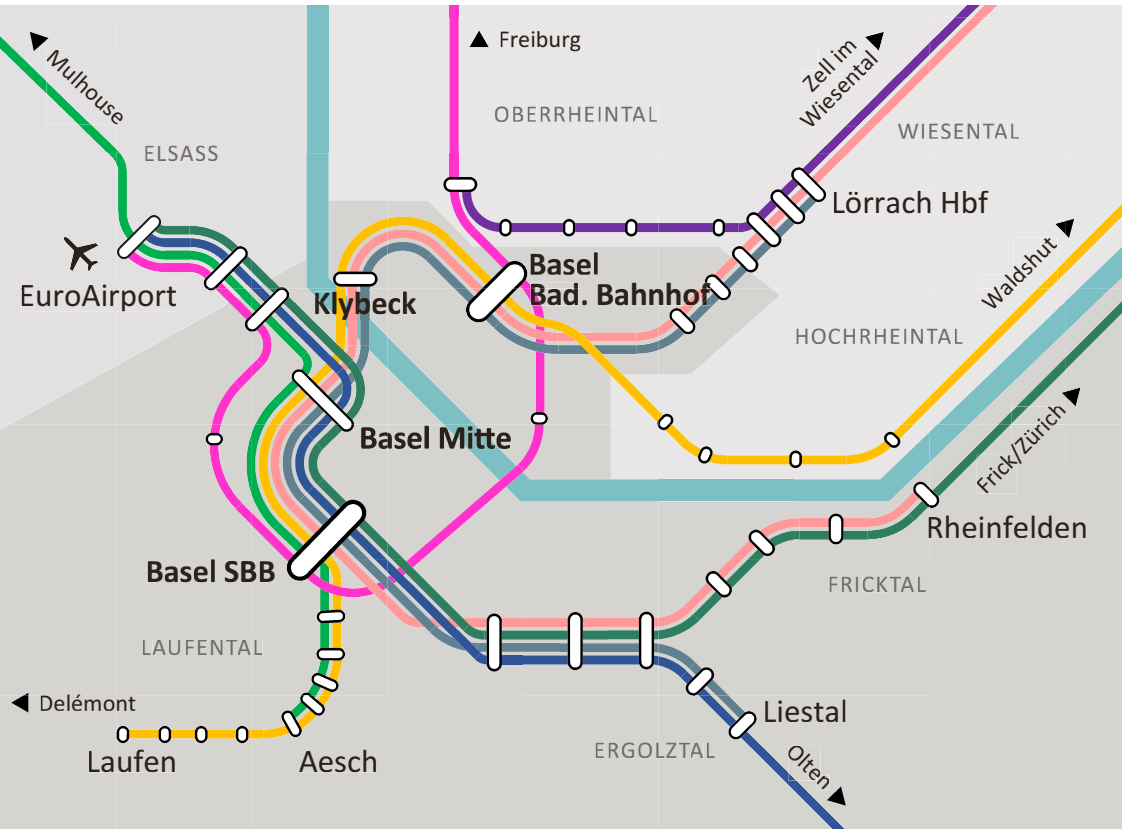 Freiburg
Zell im
Wiesental
Mulhouse
OBERRHEINTAL
WIESENTAL
ELSASS
Lörrach Hbf
Basel
Bad. Bahnhof
Waldshut
EuroAirport
Klybeck
HOCHRHEINTAL
Basel Mitte
Frick/Zürich
Rheinfelden
Basel SBB
FRICKTAL
LAUFENTAL
Delémont
Liestal
ERGOLZTAL
Laufen
Aesch
Olten